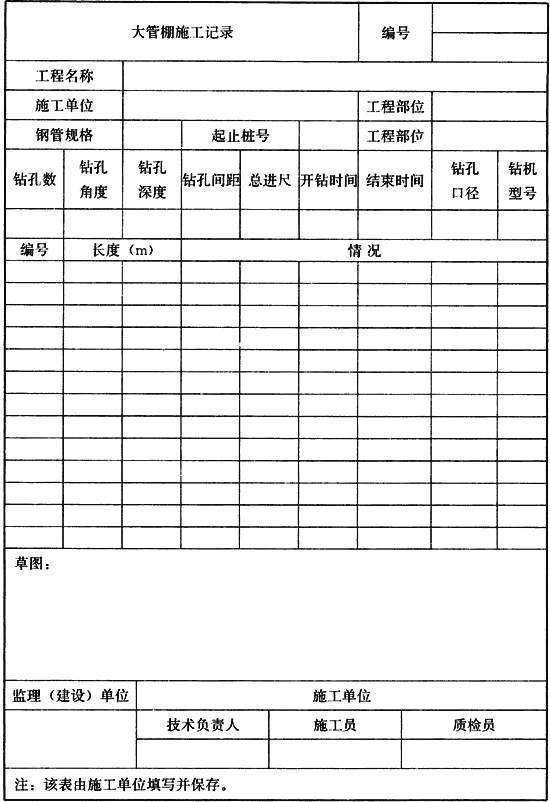 大管棚施工记录 编号
工程名称
施工单位 工程部位
钢管规格 起止桩号 工程部位
钻孔数 钻孔角度 钻孔深度 钻孔间距 总进尺 开钻时间 结束时间 钻孔口径 钻机型号
编号 长度（m） 情况
草图：
监理（建设）单位 施工单位
技术负责人 施工员 质检员
注：该表由施工单位填写并保存。